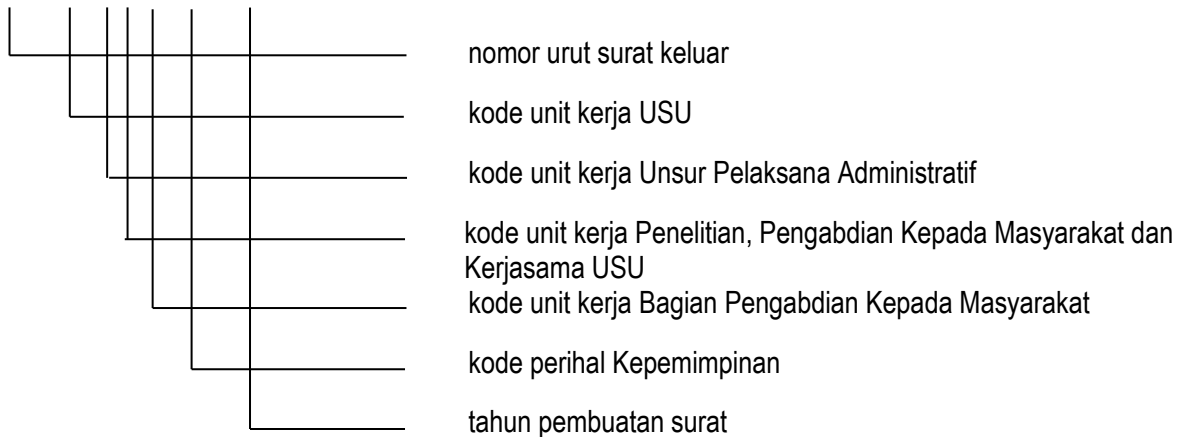 nomor urut surat keluar
kode unit kerja USU
kode unit kerja Unsur Pelaksana Administratif
kode unit kerja Penelitian, Pengabdian Kepada Masyarakat dan
Kerjasama USU
kode unit kerja Bagian Pengabdian Kepada Masyarakat
kode perihal Kepemimpinan
tahun pembuatan surat